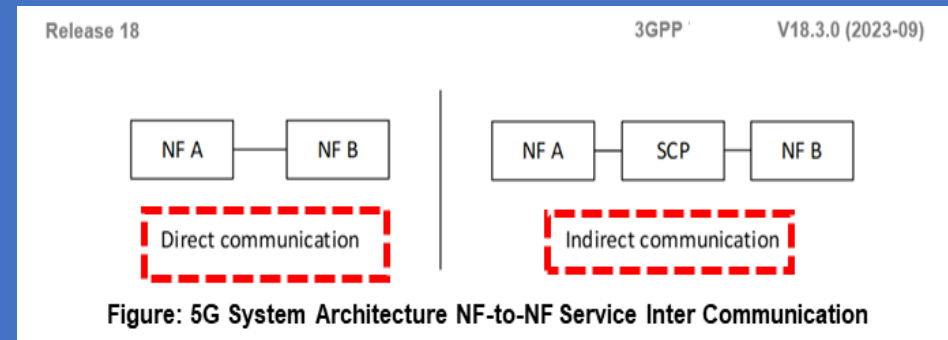 Release 18 3GPP V18.3.0 (2023-09)
NF A NF B NF A SCP NF B
Direct communication Indirect communication
Figure: 5G System Architecture NF-to-NF Service Inter Communication